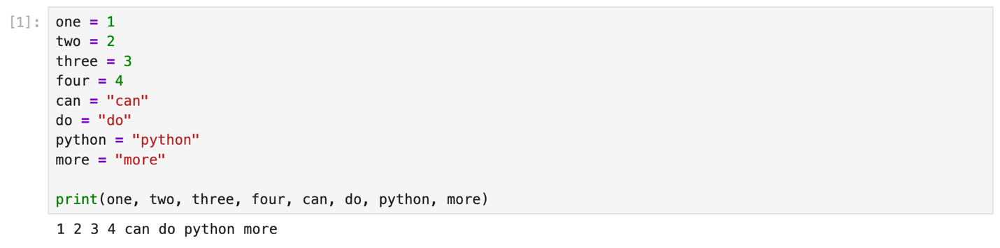 [1]:
one = 1
two = 2
three = 3
four = 4
can = "can"
do = "do"
python = "python"
more = "more"
print(one, two, three, four, can, do, python, more)
1 2 3 4 can do python more